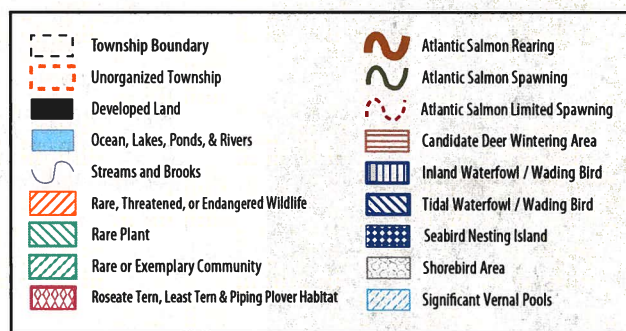 Township Boundary
Unorganized Township
Developed Land
Ocean, Lakes, Ponds, & Rivers
Streams and Brooks
Rare, Threatened, or Endangered Wildlife
Rare Plant
Rare or Exemplary Community
Roseate Tern, Least Tern & Piping Plover Habitat
Atlantic Salmon Rearing
Atlantic Salmon Spawning
Atlantic Salmon Limited Spawning
Candidate Deer Wintering Area
Inland Waterfowl / Wading Bird
Tidal Waterfowl / Wading Bird
Seabird Nesting Island
Shorebird Area
Significant Vernal Pools